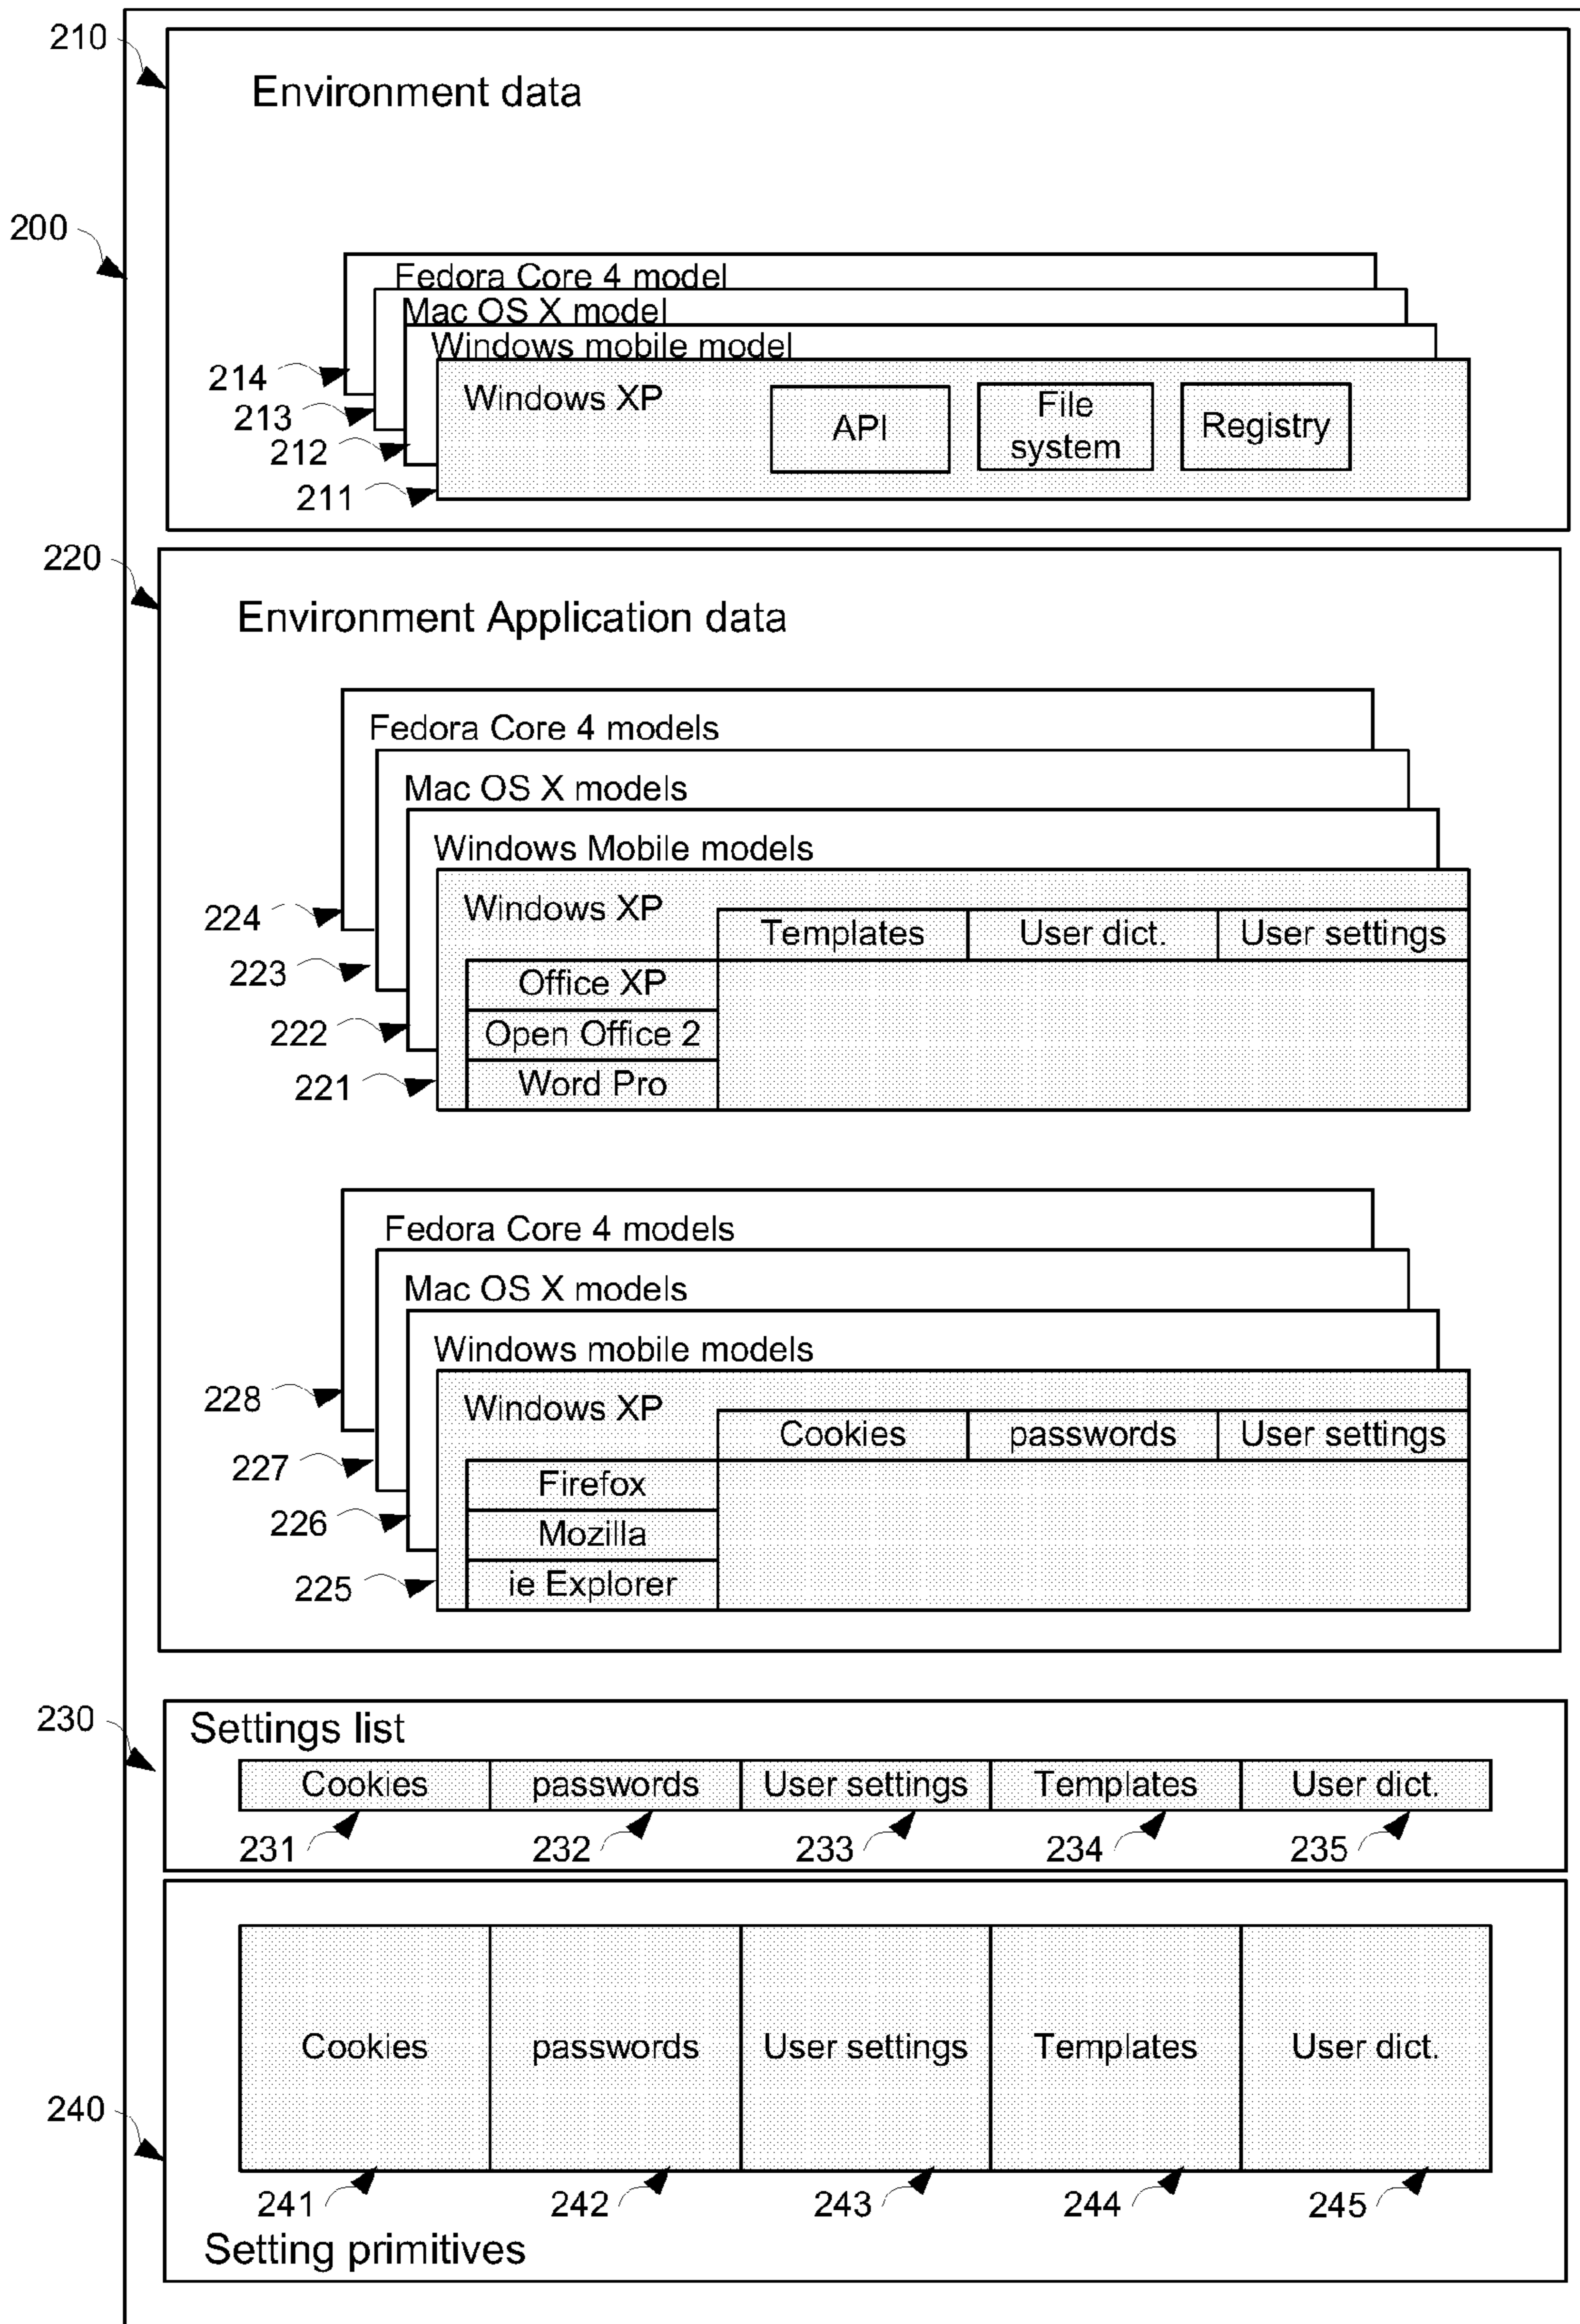 210
Environment data
200
Fedora Core 4 model
Mac OS X model
Windows mobile model
214
213
212
211
Windows XP
API
File
system
Registry
220
Environment Application data
Fedora Core 4 models
Mac OS X models
Windows Mobile models
224
223
222
221
Windows XP
Templates
User dict.
User settings
Office XP
Open Office 2
Word Pro
Fedora Core 4 models
Mac OS X models
Windows mobile models
228
227
226
225
Windows XP
Cookies
passwords
User settings
Firefox
Mozilla
ie Explorer
230
Settings list
Cookies
passwords
User settings
Templates
User dict.
231
232
233
234
235
240
Cookies
passwords
User settings
Templates
User dict.
241
242
243
244
245
Setting primitives